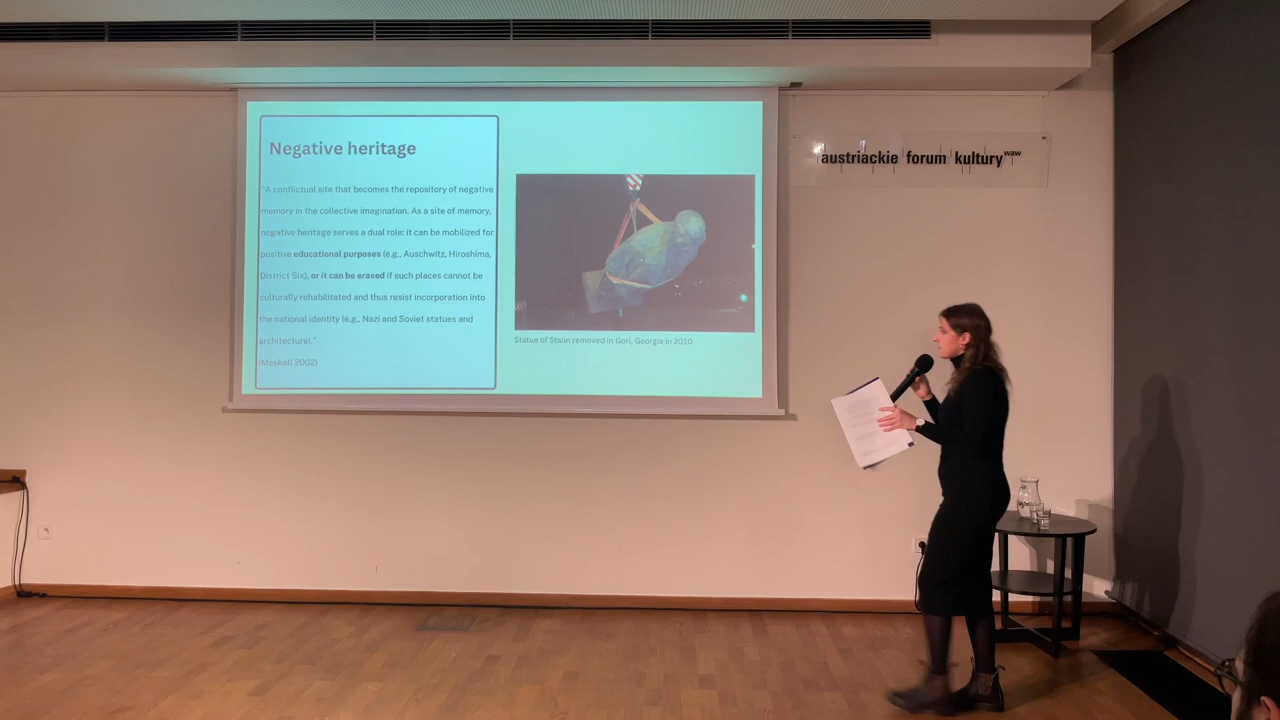 Negative heritage
"A conflictual site that becomes the repository of negative
memory in the collective imagination. As a site of memory,
negative heritage serves a dual role: it can be mobilized for
positive educational purposes (e.g., Auschwitz, Hiroshima,
District Six), or it can be erased if such places cannot be
culturally rehabilitated and thus resist incorporation into
the national identity (e.g., Nazi and Soviet statues and
architecture)."
(Meskell 2002)
Statue of Stalin removed in Gori, Georgia in 2010
austriackie forum kultury waw